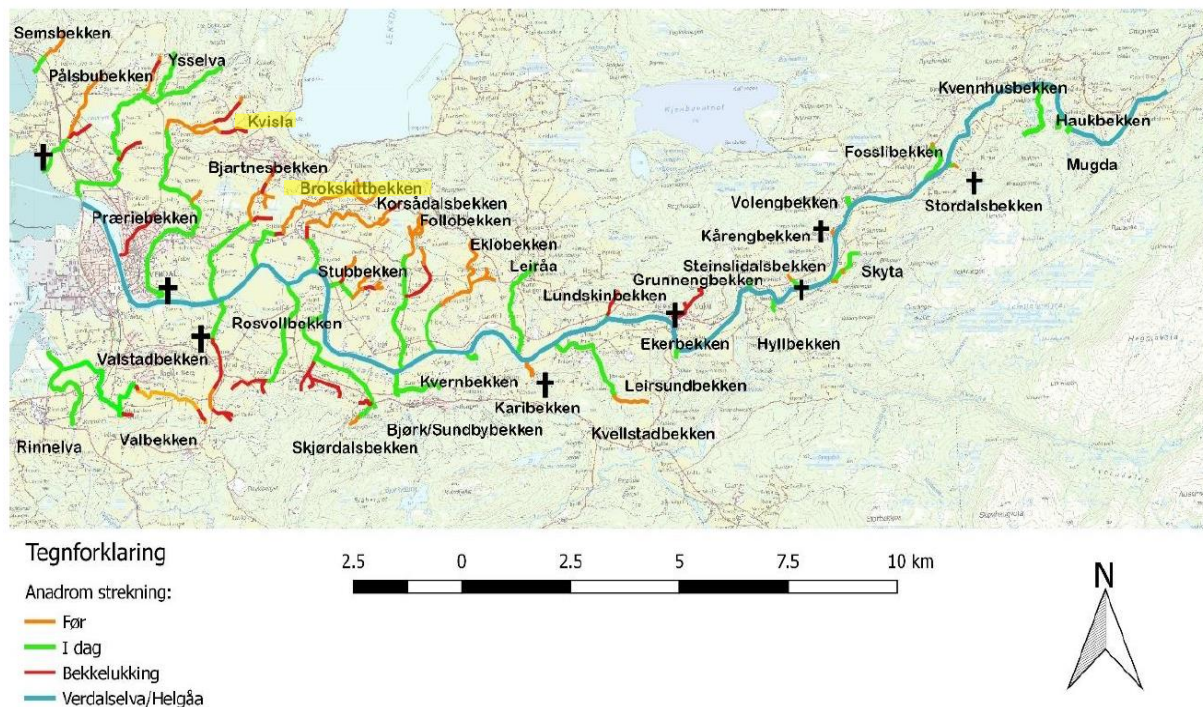 Semsbekken
Pålsbubekken
Ysselva
Kvisla
Bjartnesbekken
Brokskittbekken
Korsådalsbekken
Præriebekken
Follobekken
Eklobekken
Leiråa
Stubbekken
Lundskinbekken
Grunnengbekken
Steinslidalsbekken
Skyta
Kårengbekken
Volengbekken
Stordalsbekken
Fosslibekken
Kvennhusbekken
Haukbekken
Mugda
Rosvollbekken
Valstadbekken
Ekerbekken
Hyllbekken
Kvernbekken
Karibekken
Leirsundbekken
Rinnelva
Valbekken
Skjørdalsbekken
Bjørk/Sundbybekken
Kvellstadbekken
Tegnforklaring
Anadrom strekning:
Før
I dag
Bekkelukking
Verdalselva/Helgåa
2.5 0 2.5 5 7.5 10 km
N